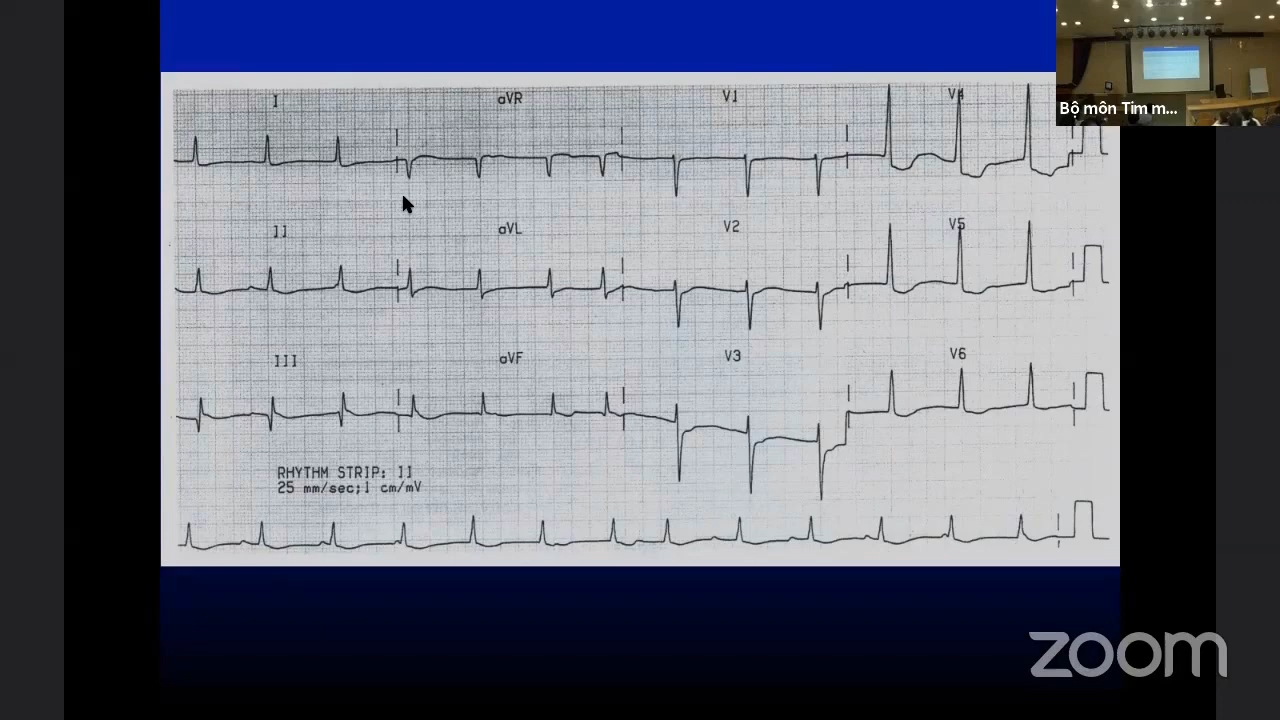 I
aVR
V1
V4
Bộ môn Tim m...
II
aVL
V2
V5
III
aVF
V3
V6
RHYTHM STRIP: II
25 mm/sec;1 cm/mV
zoom